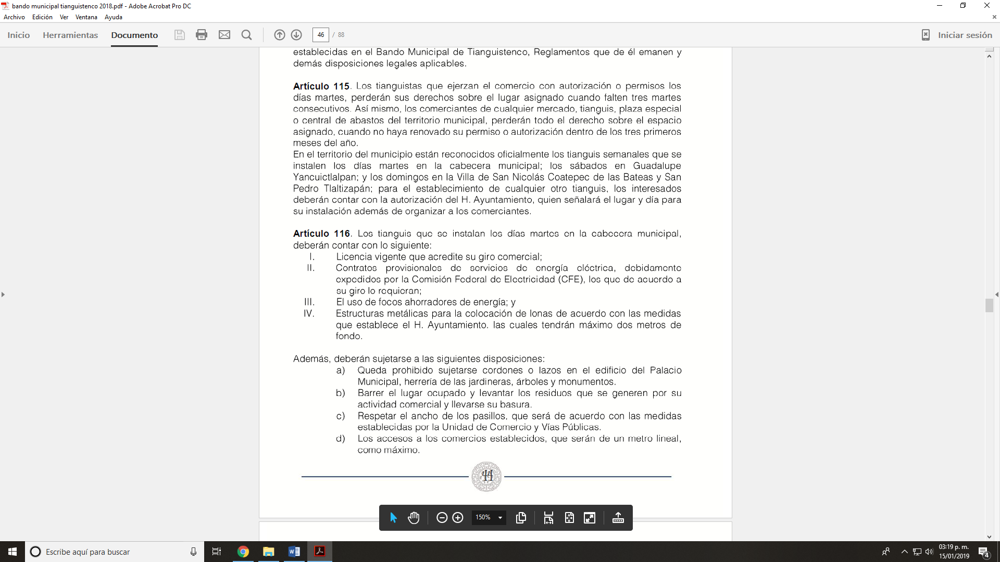 bando municipal tianguistenco 2018.pdf - Adobe Acrobat Pro DC
Archivo Edición Ver Ventana Ayuda
Inicio Herramientas Documento 46 / 88 Iniciar sesión
establecidas en el Bando Municipal de Tianguistenco, Reglamentos que de él emanen y
demás disposiciones legales aplicables.
Artículo 115. Los tianguistas que ejerzan el comercio con autorización o permisos los
días martes, perderán sus derechos sobre el lugar asignado cuando falten tres martes
consecutivos. Así mismo, los comerciantes de cualquier mercado, tianguis, plaza especial
o central de abastos del territorio municipal, perderán todo el derecho sobre el espacio
asignado, cuando no haya renovado su permiso o autorización dentro de los tres primeros
meses del año.
En el territorio del municipio están reconocidos oficialmente los tianguis semanales que se
instalen los días martes en la cabecera municipal; los sábados en Guadalupe
Yancuictlalpan; y los domingos en la Villa de San Nicolás Coatepec de las Bateas y San
Pedro Tlaltizapán; para el establecimiento de cualquier otro tianguis, los interesados
deberán contar con la autorización del H. Ayuntamiento, quien señalará el lugar y día para
su instalación además de organizar a los comerciantes.
Artículo 116. Los tianguis que se instalan los días martes en la cabecera municipal,
deberán contar con lo siguiente:
I. Licencia vigente que acredite su giro comercial;
II. Contratos provisionales de servicios de energía eléctrica, debidamente
expedidos por la Comisión Federal de Electricidad (CFE), los que de acuerdo a
su giro lo requieran;
III. El uso de focos ahorradores de energía; y
IV. Estructuras metálicas para la colocación de lonas de acuerdo con las medidas
que establece el H. Ayuntamiento. las cuales tendrán máximo dos metros de
fondo.
Además, deberán sujetarse a las siguientes disposiciones:
a) Queda prohibido sujetarse cordones o lazos en el edificio del Palacio
Municipal, herrería de las jardineras, árboles y monumentos.
b) Barrer el lugar ocupado y levantar los residuos que se generen por su
actividad comercial y llevarse su basura.
c) Respetar el ancho de los pasillos, que será de acuerdo con las medidas
establecidas por la Unidad de Comercio y Vías Públicas.
d) Los accesos a los comercios establecidos, que serán de un metro lineal,
como máximo.
44
150%
Escribe aquí para buscar
03:19 p. m.
15/01/2019
4